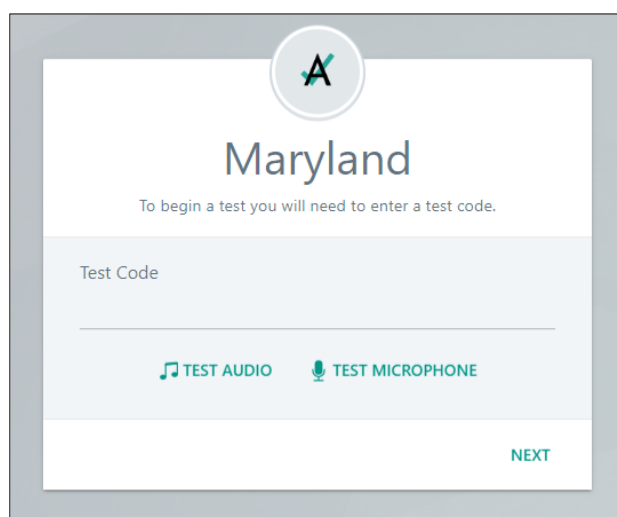 A
Maryland
To begin a test you will need to enter a test code.
Test Code
TEST AUDIO TEST MICROPHONE
NEXT